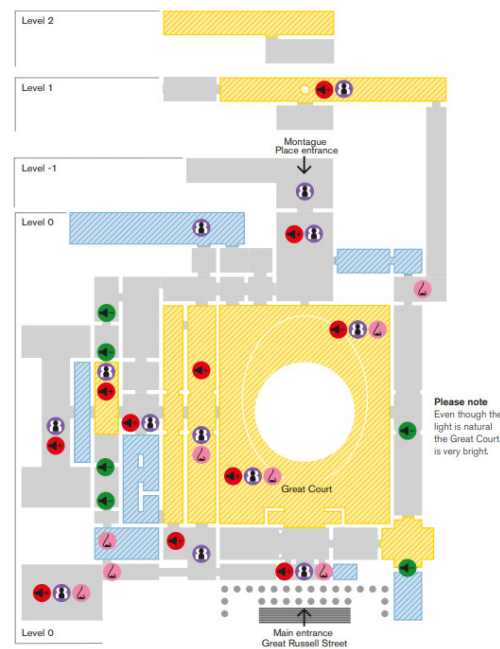 Level 2
Level 1
Montague
Place entrance
Level -1
Level 0
Please note
Even though the
light is natural
the Great Court
is very bright.
Great Court
Level 0
Main entrance
Great Russell Street